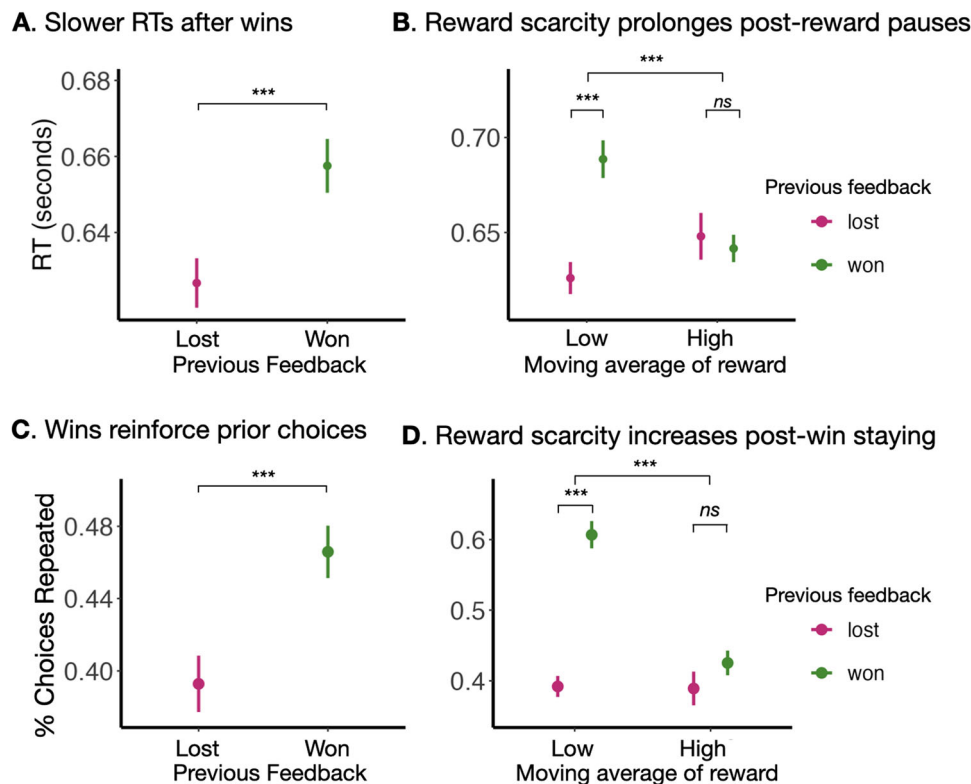 A. Slower RTs after wins
RT (seconds)
0.68
0.66
0.64
***
Lost
Won
Previous Feedback
B. Reward scarcity prolonges post-reward pauses
0.70
0.65
***
***
ns
Low
High
Moving average of reward
Previous feedback
lost
won
C. Wins reinforce prior choices
% Choices Repeated
0.48
0.44
0.40
***
Lost
Won
Previous Feedback
D. Reward scarcity increases post-win staying
0.6
0.5
0.4
***
***
ns
Low
High
Moving average of reward
Previous feedback
lost
won